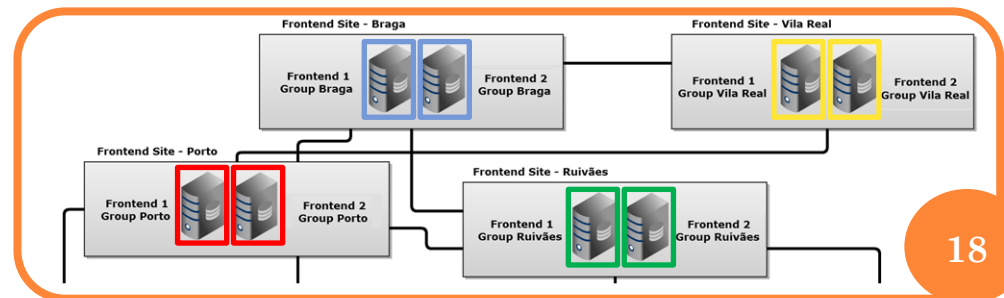 Frontend Site - Braga
Frontend 1
Group Braga
Frontend 2
Group Braga
Frontend Site - Vila Real
Frontend 1
Group Vila Real
Frontend 2
Group Vila Real
Frontend Site - Porto
Frontend 1
Group Porto
Frontend 2
Group Porto
Frontend Site - Ruivães
Frontend 1
Group Ruivães
Frontend 2
Group Ruivães
18